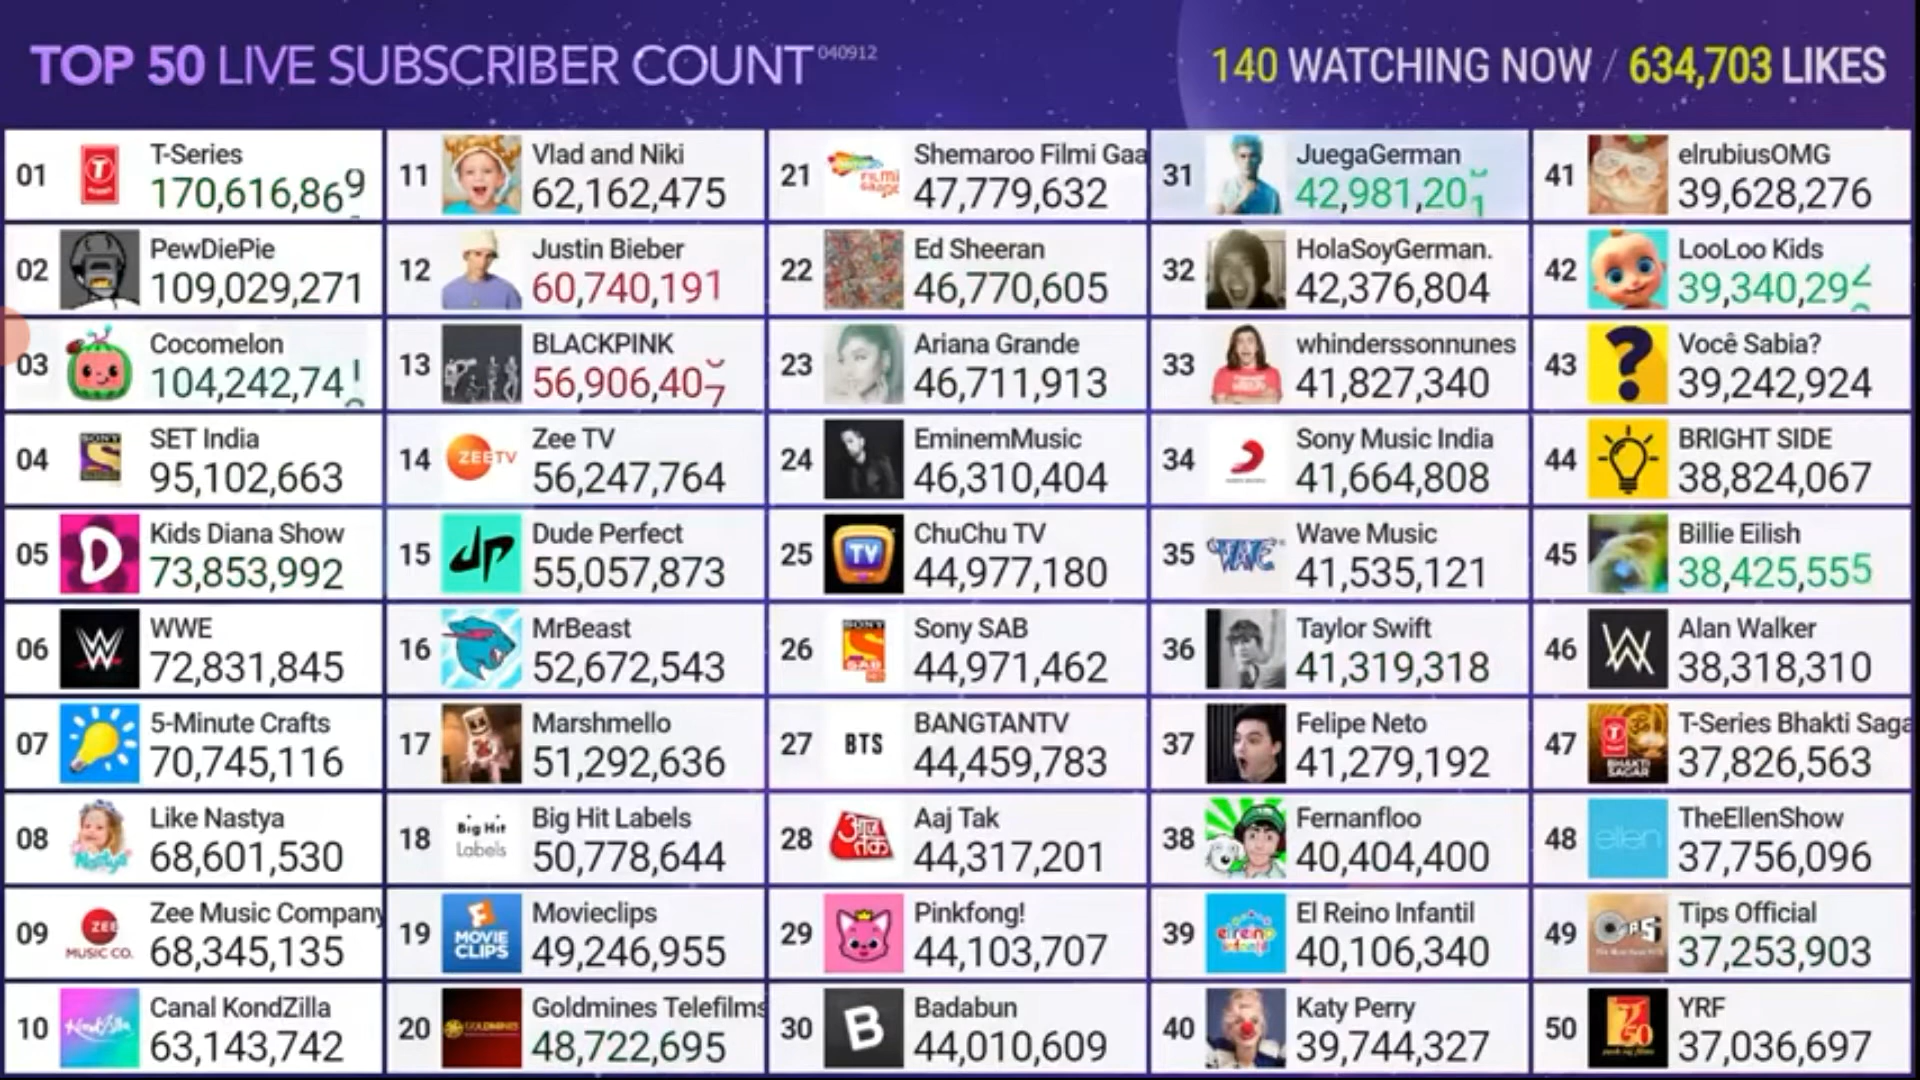 TOP 50 LIVE SUBSCRIBER COUNT 040912
140 WATCHING NOW / 634,703 LIKES
01 T-Series
170,616,869
02 PewDiePie
109,029,271
03 Cocomelon
104,242,74
04 SET India
95,102,663
05 Kids Diana Show
73,853,992
06 WWE
72,831,845
07 5-Minute Crafts
70,745,116
08 Like Nastya
68,601,530
09 Zee Music Company
68,345,135
10 Canal KondZilla
63,143,742
11 Vlad and Niki
62,162,475
12 Justin Bieber
60,740,191
13 BLACKPINK
56,906,40
14 Zee TV
56,247,764
15 Dude Perfect
55,057,873
16 MrBeast
52,672,543
17 Marshmello
51,292,636
18 Big Hit Labels
50,778,644
19 Movieclips
49,246,955
20 Goldmines Telefilms
48,722,695
21 Shemaroo Filmi Gaa
47,779,632
22 Ed Sheeran
46,770,605
23 Ariana Grande
46,711,913
24 EminemMusic
46,310,404
25 ChuChu TV
44,977,180
26 Sony SAB
44,971,462
27 BANGTANTV
44,459,783
28 Aaj Tak
44,317,201
29 Pinkfong!
44,103,707
30 Badabun
44,010,609
31 JuegaGerman
42,981,20
32 HolaSoyGerman.
42,376,804
33 whinderssonnunes
41,827,340
34 Sony Music India
41,664,808
35 Wave Music
41,535,121
36 Taylor Swift
41,319,318
37 Felipe Neto
41,279,192
38 Fernanfloo
40,404,400
39 El Reino Infantil
40,106,340
40 Katy Perry
39,744,327
41 elrubiusOMG
39,628,276
42 LooLoo Kids
39,340,29
43 Você Sabia?
39,242,924
44 BRIGHT SIDE
38,824,067
45 Billie Eilish
38,425,555
46 Alan Walker
38,318,310
47 T-Series Bhakti Saga
37,826,563
48 TheEllenShow
37,756,096
49 Tips Official
37,253,903
50 YRF
37,036,697